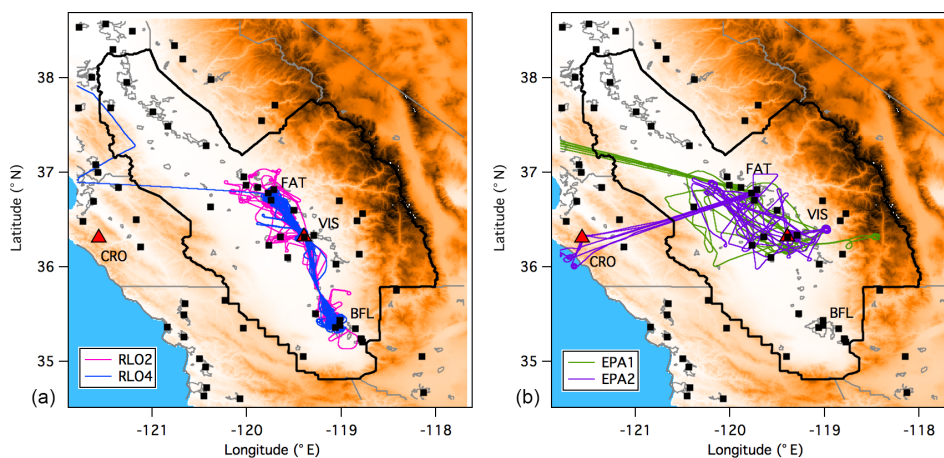 Latitude (° N)
38
37
36
35
FAT
VIS
CRO
BFL
RLO2
RLO4
(a)
-121
-120
-119
-118
Longitude (° E)
Latitude (° N)
38
37
36
35
FAT
VIS
CRO
BFL
EPA1
EPA2
(b)
-121
-120
-119
-118
Longitude (° E)